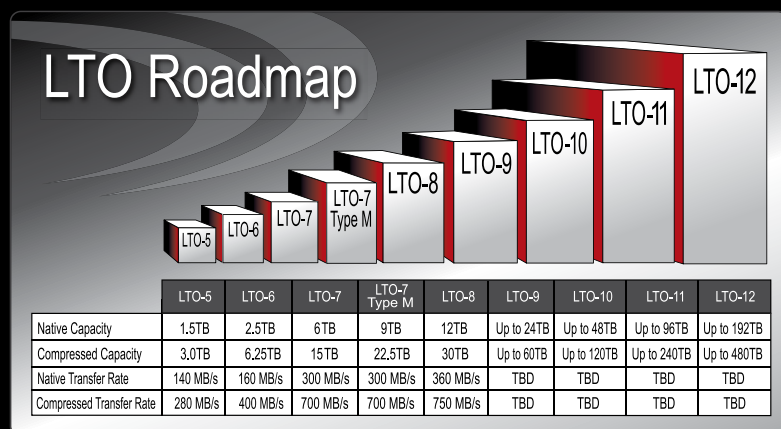 LTO Roadmap
LTO-5
LTO-6
LTO-7
LTO-7
Type M
LTO-8
LTO-9
LTO-10
LTO-11
LTO-12
LTO-5 LTO-6 LTO-7 LTO-7 Type M LTO-8 LTO-9 LTO-10 LTO-11 LTO-12
Native Capacity 1.5TB 2.5TB 6TB 9TB 12TB Up to 24TB Up to 48TB Up to 96TB Up to 192TB
Compressed Capacity 3.0TB 6.25TB 15TB 22.5TB 30TB Up to 60TB Up to 120TB Up to 240TB Up to 480TB
Native Transfer Rate 140 MB/s 160 MB/s 300 MB/s 300 MB/s 360 MB/s TBD TBD TBD TBD
Compressed Transfer Rate 280 MB/s 400 MB/s 700 MB/s 700 MB/s 750 MB/s TBD TBD TBD TBD